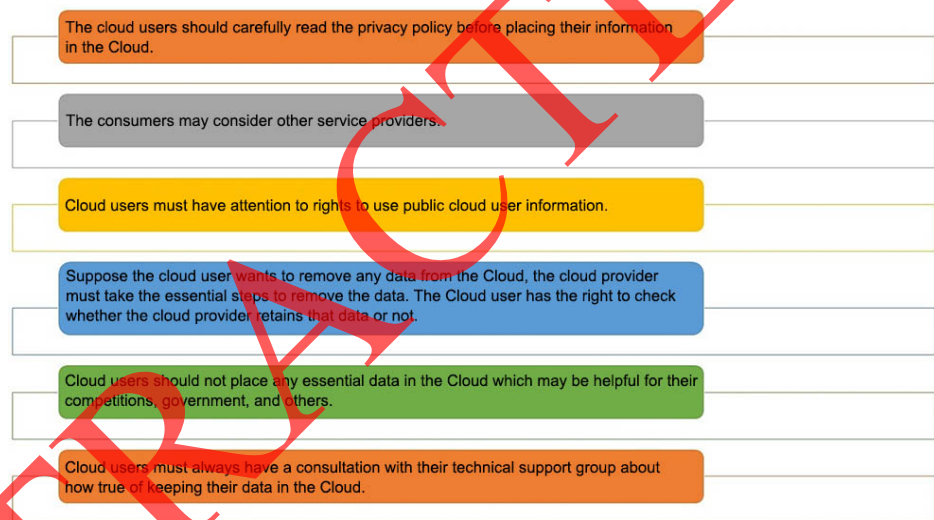 The cloud users should carefully read the privacy policy before placing their information
in the Cloud.
The consumers may consider other service providers.
Cloud users must have attention to rights to use public cloud user information.
Suppose the cloud user wants to remove any data from the Cloud, the cloud provider
must take the essential steps to remove the data. The Cloud user has the right to check
whether the cloud provider retains that data or not.
Cloud users should not place any essential data in the Cloud which may be helpful for their
competitions, government, and others.
Cloud users must always have a consultation with their technical support group about
how true of keeping their data in the Cloud.
TRACT